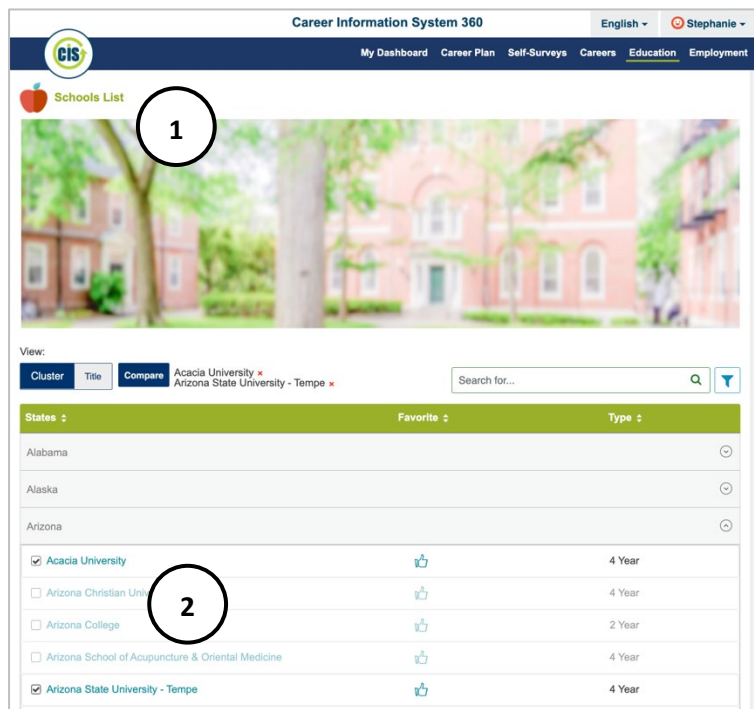 Career Information System 360
English
Stephanie
CIS
My Dashboard Career Plan Self-Surveys Careers Education Employment
Schools List
1
View:
Cluster Title Compare Acacia University ×
Arizona State University - Tempe ×
Search for...
States Favorite Type
Alabama
Alaska
Arizona
Acacia University 4 Year
Arizona Christian 4 Year
2
Arizona College 2 Year
Arizona School of Acupuncture & Oriental Medicine 4 Year
Arizona State University - Tempe 4 Year